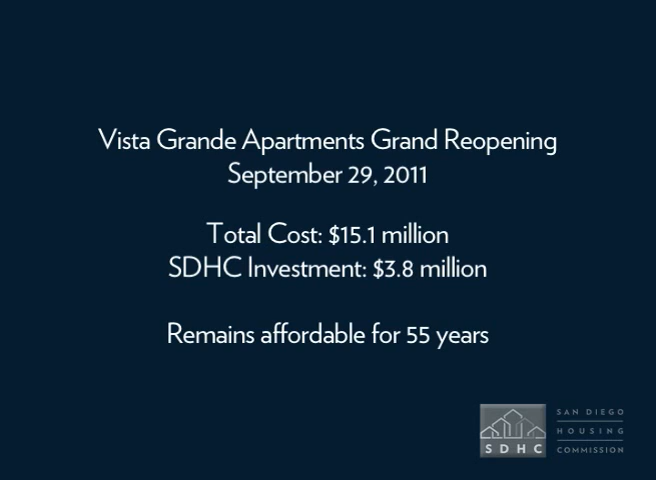 Vista Grande Apartments Grand Reopening
September 29, 2011
Total Cost: $15.1 million
SDHC Investment: $3.8 million
Remains affordable for 55 years
SDHC
SAN DIEGO
HOUSING
COMMISSION